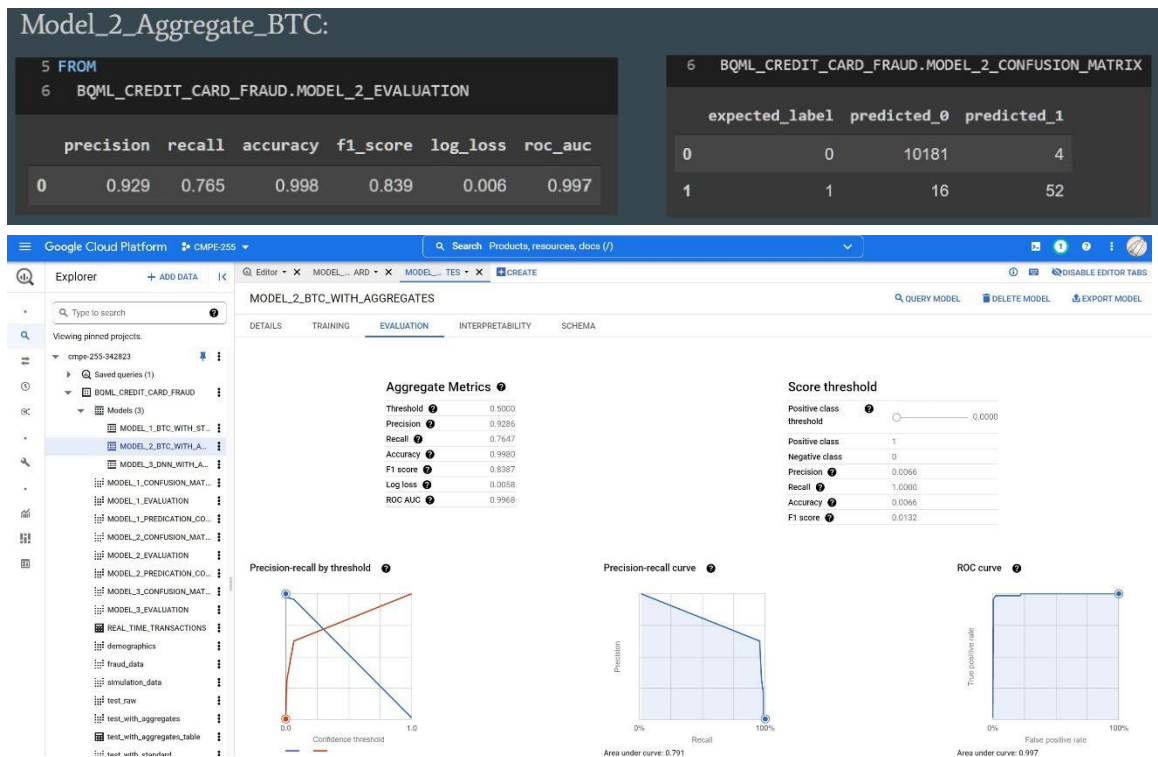 Model_2_Aggregate_BTC:
5 FROM
6 BQML_CREDIT_CARD_FRAUD.MODEL_2_EVALUATION
precision recall accuracy f1_score log_loss roc_auc
0 0.929 0.765 0.998 0.839 0.006 0.997
6 BQML_CREDIT_CARD_FRAUD.MODEL_2_CONFUSION_MATRIX
expected_label predicted_0 predicted_1
0 0 10181 4
1 1 16 52
Google Cloud Platform CMPE-255 Search Products, resources, docs (/) 1
Explorer + ADD DATA
Editor MODEL_... ARD MODEL_... TES CREATE DISABLE EDITOR TABS
MODEL_2_BTC_WITH_AGGREGATES QUERY MODEL DELETE MODEL EXPORT MODEL
DETAILS TRAINING EVALUATION INTERPRETABILITY SCHEMA
Type to search
Viewing pinned projects.
cmpe-255-342823
Saved queries (1)
BQML_CREDIT_CARD_FRAUD
Models (3)
MODEL_1_BTC_WITH_ST...
MODEL_2_BTC_WITH_A...
MODEL_3_DNN_WITH_A...
MODEL_1_CONFUSION_MAT...
MODEL_1_EVALUATION
MODEL_1_PREDICATION_CO...
MODEL_2_CONFUSION_MAT...
MODEL_2_EVALUATION
MODEL_2_PREDICATION_CO...
MODEL_3_CONFUSION_MAT...
MODEL_3_EVALUATION
REAL_TIME_TRANSACTIONS
demographics
fraud_data
simulation_data
test_raw
test_with_aggregates
test_with_aggregates_table
test_with_standard
Aggregate Metrics
Threshold 0.5000
Precision 0.9286
Recall 0.7647
Accuracy 0.9980
F1 score 0.8387
Log loss 0.0058
ROC AUC 0.9968
Score threshold
Positive class threshold 0.0000
Positive class 1
Negative class 0
Precision 0.0066
Recall 1.0000
Accuracy 0.0066
F1 score 0.0132
Precision-recall by threshold
0.0 1.0
Confidence threshold
Precision-recall curve
Precision
0% 100%
Recall
Area under curve: 0.791
ROC curve
True positive rate
0% 100%
False positive rate
Area under curve: 0.997